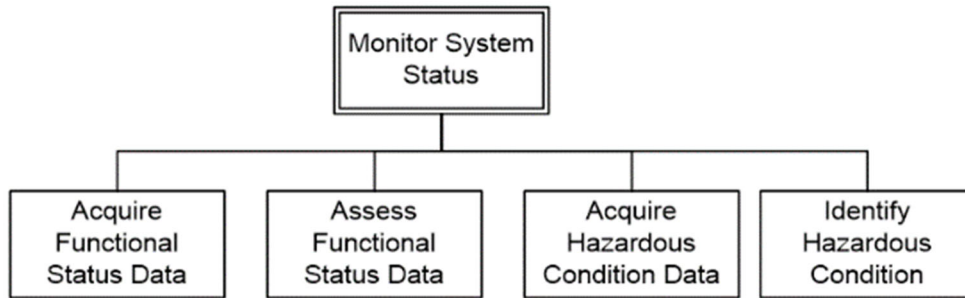 Monitor System
Status
Acquire
Functional
Status Data
Assess
Functional
Status Data
Acquire
Hazardous
Condition Data
Identify
Hazardous
Condition